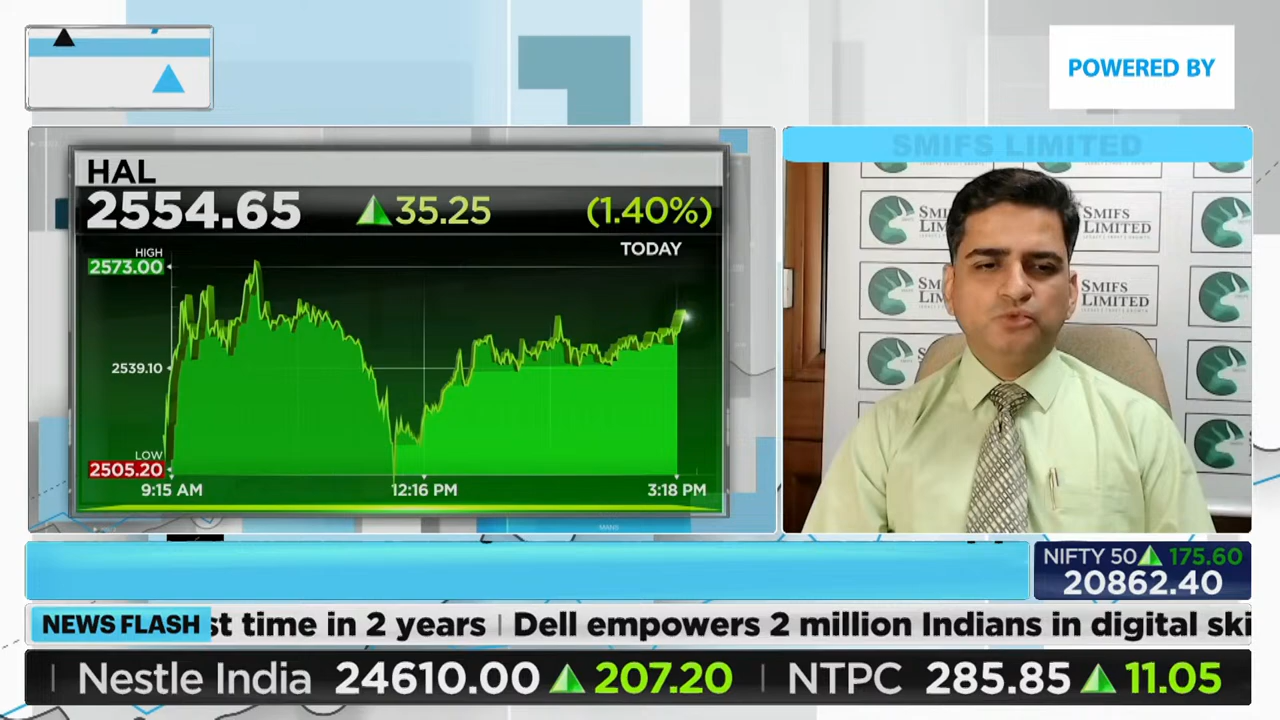 POWERED BY
SMIFS LIMITED
HAL
2554.65 35.25 (1.40%)
TODAY
HIGH
2573.00
2539.10
LOW
2505.20
9:15 AM 12:16 PM 3:18 PM
SMIFS
LIMITED
SMIFS
LIMITED
NIFTY 50 175.60
20862.40
NEWS FLASH st time in 2 years | Dell empowers 2 million Indians in digital ski
Nestle India 24610.00 207.20 | NTPC 285.85 11.05